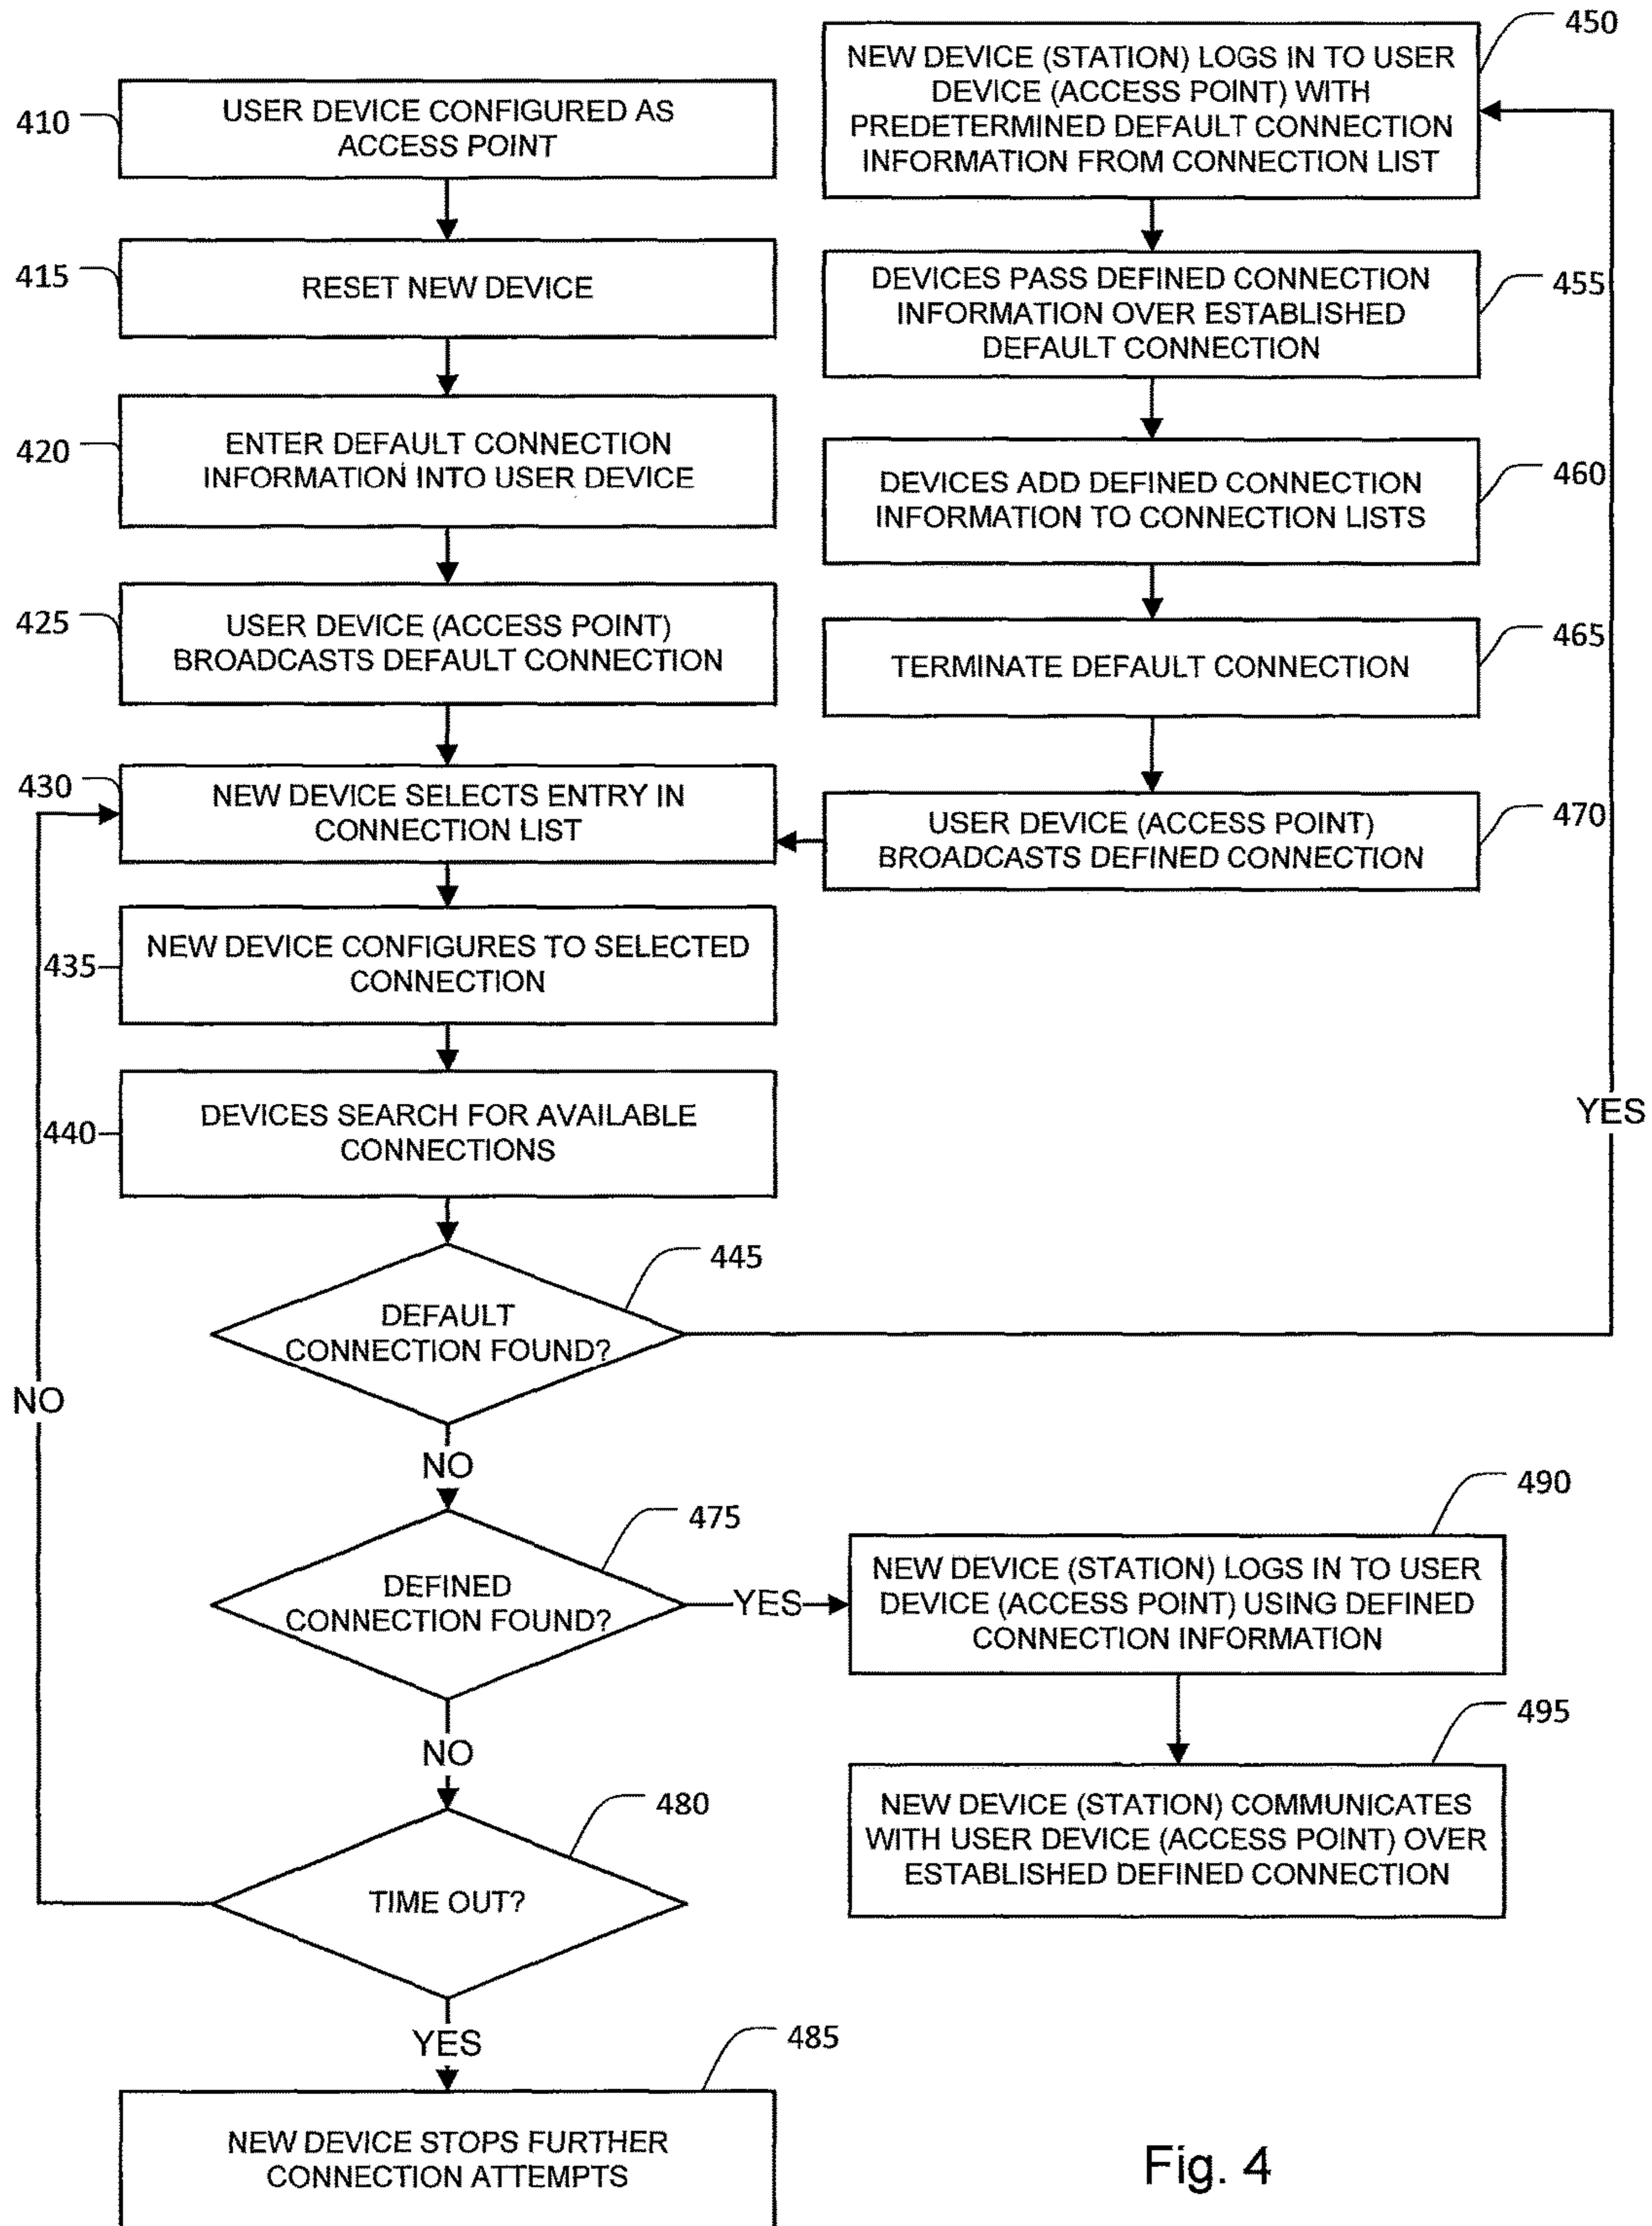 410
USER DEVICE CONFIGURED AS
ACCESS POINT
415
RESET NEW DEVICE
420
ENTER DEFAULT CONNECTION
INFORMATION INTO USER DEVICE
425
USER DEVICE (ACCESS POINT)
BROADCASTS DEFAULT CONNECTION
430
NEW DEVICE SELECTS ENTRY IN
CONNECTION LIST
435
NEW DEVICE CONFIGURES TO SELECTED
CONNECTION
440
DEVICES SEARCH FOR AVAILABLE
CONNECTIONS
445
DEFAULT
CONNECTION FOUND?
YES
NO
450
NEW DEVICE (STATION) LOGS IN TO USER
DEVICE (ACCESS POINT) WITH
PREDETERMINED DEFAULT CONNECTION
INFORMATION FROM CONNECTION LIST
455
DEVICES PASS DEFINED CONNECTION
INFORMATION OVER ESTABLISHED
DEFAULT CONNECTION
460
DEVICES ADD DEFINED CONNECTION
INFORMATION TO CONNECTION LISTS
465
TERMINATE DEFAULT CONNECTION
470
USER DEVICE (ACCESS POINT)
BROADCASTS DEFINED CONNECTION
475
DEFINED
CONNECTION FOUND?
YES
NO
490
NEW DEVICE (STATION) LOGS IN TO USER
DEVICE (ACCESS POINT) USING DEFINED
CONNECTION INFORMATION
495
NEW DEVICE (STATION) COMMUNICATES
WITH USER DEVICE (ACCESS POINT) OVER
ESTABLISHED DEFINED CONNECTION
480
TIME OUT?
NO
YES
485
NEW DEVICE STOPS FURTHER
CONNECTION ATTEMPTS
Fig. 4